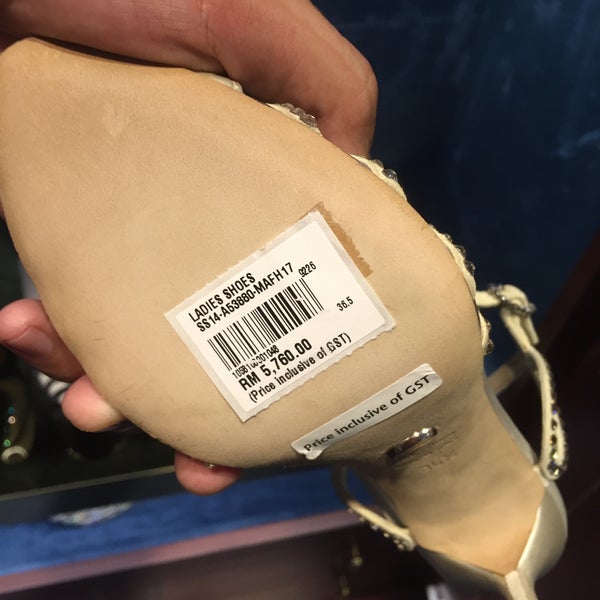 LADIES SHOES
SS14-A53880-MAFH17
9226
36.5
RM 5,760.00
(Price Inclusive of GST)
Price inclusive of GST